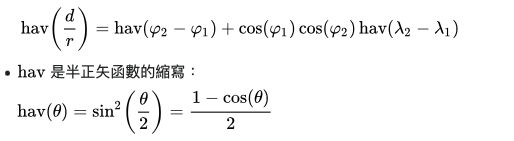 hav(d/r) = hav(φ₂ − φ₁) + cos(φ₁) cos(φ₂) hav(λ₂ − λ₁)
• hav 是半正矢函數的縮寫：
hav(θ) = sin²(θ/2) = (1 − cos(θ))/2